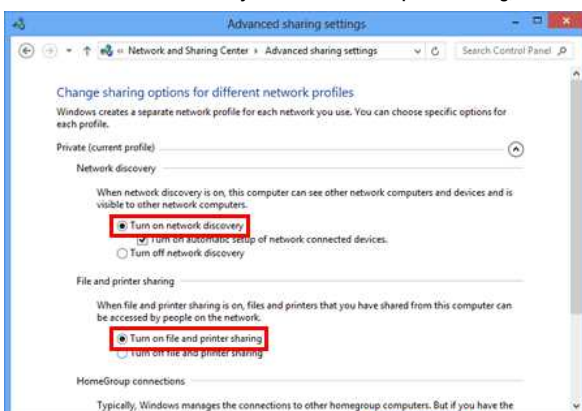 Advanced sharing settings
« Network and Sharing Center ▸ Advanced sharing settings
Search Control Panel
Change sharing options for different network profiles
Windows creates a separate network profile for each network you use. You can choose specific options for
each profile.
Private (current profile)
Network discovery
When network discovery is on, this computer can see other network computers and devices and is
visible to other network computers.
Turn on network discovery
Turn on automatic setup of network connected devices.
Turn off network discovery
File and printer sharing
When file and printer sharing is on, files and printers that you have shared from this computer can
be accessed by people on the network.
Turn on file and printer sharing
Turn off file and printer sharing
HomeGroup connections
Typically, Windows manages the connections to other homegroup computers. But if you have the